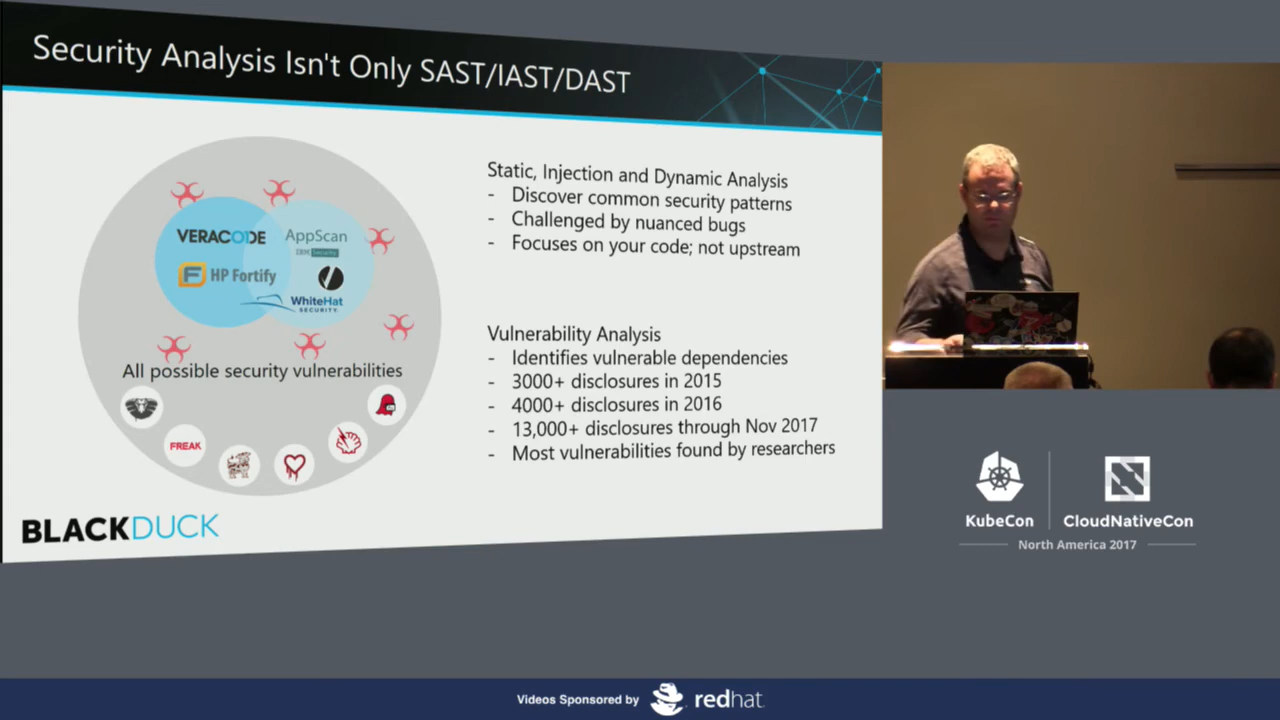 Security Analysis Isn't Only SAST/IAST/DAST
VERACODE
AppScan
IBM Security
HP Fortify
WhiteHat
SECURITY
All possible security vulnerabilities
FREAK
BLACKDUCK
Static, Injection and Dynamic Analysis
- Discover common security patterns
- Challenged by nuanced bugs
- Focuses on your code; not upstream
Vulnerability Analysis
- Identifies vulnerable dependencies
- 3000+ disclosures in 2015
- 4000+ disclosures in 2016
- 13,000+ disclosures through Nov 2017
- Most vulnerabilities found by researchers
KubeCon
CloudNativeCon
North America 2017
Videos Sponsored by
redhat